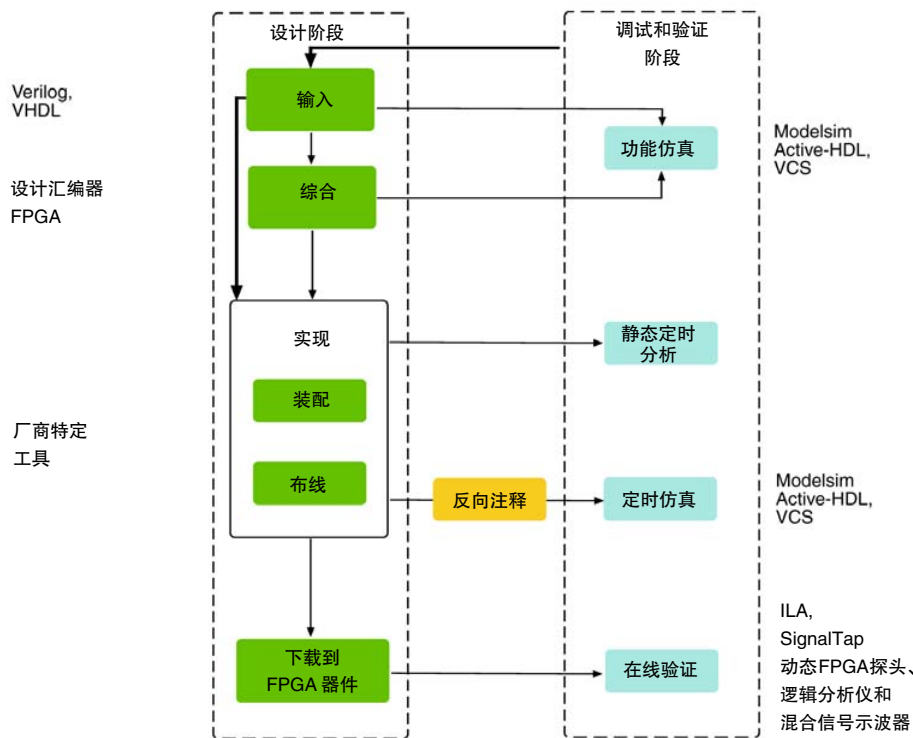 设计阶段
调试和验证
阶段
Verilog,
VHDL
输入
功能仿真
Modelsim
Active-HDL,
VCS
设计汇编器
FPGA
综合
实现
静态定时
分析
装配
厂商特定
工具
布线
反向注释
定时仿真
Modelsim
Active-HDL,
VCS
下载到
FPGA 器件
在线验证
ILA,
SignalTap
动态FPGA探头、
逻辑分析仪和
混合信号示波器